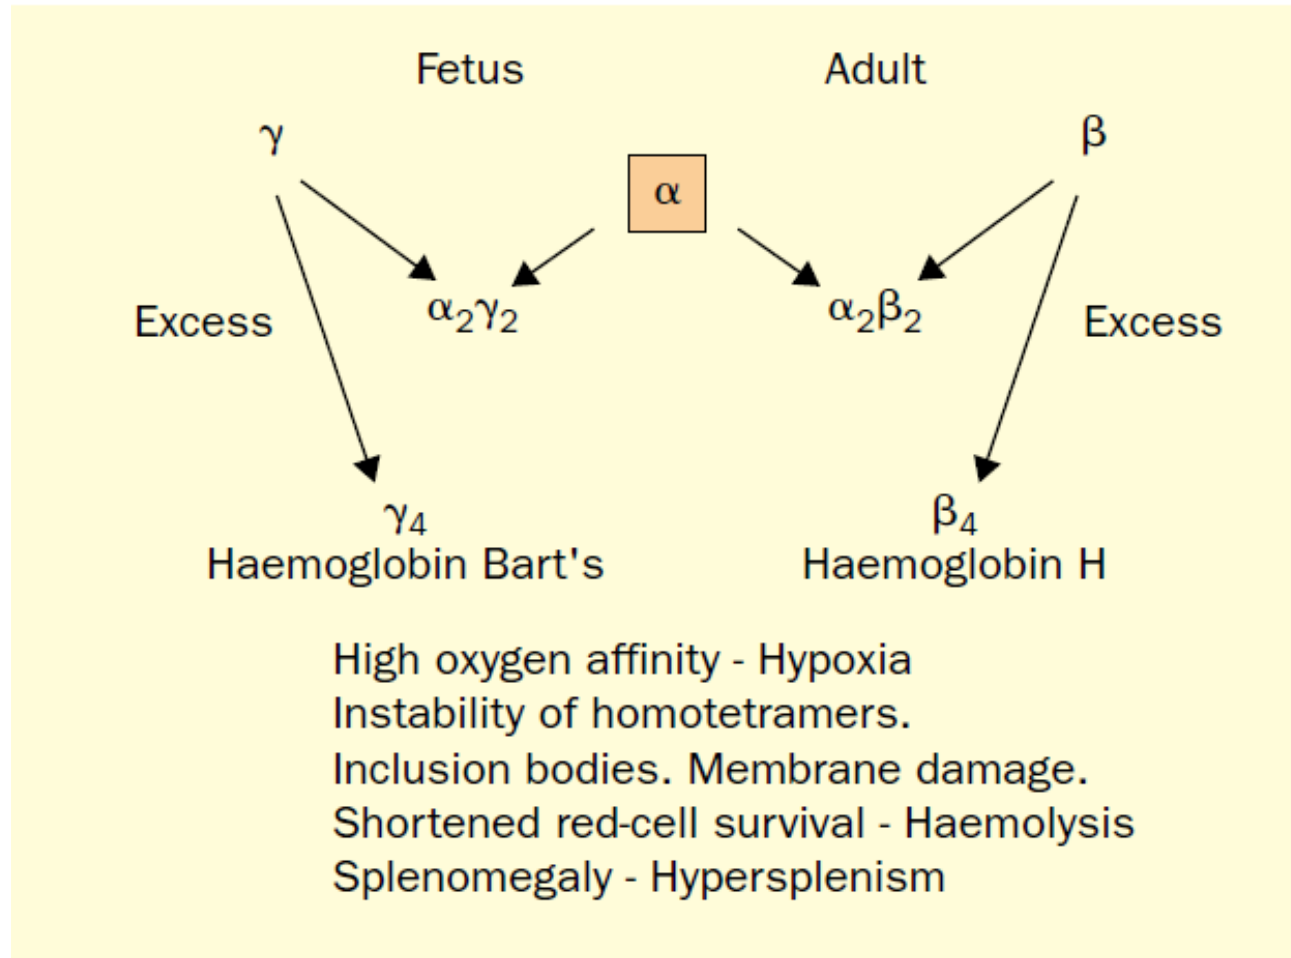 Fetus Adult
γ β
α
α₂γ₂ α₂β₂
Excess Excess
γ₄ β₄
Haemoglobin Bart's Haemoglobin H
High oxygen affinity - Hypoxia
Instability of homotetramers.
Inclusion bodies. Membrane damage.
Shortened red-cell survival - Haemolysis
Splenomegaly - Hypersplenism